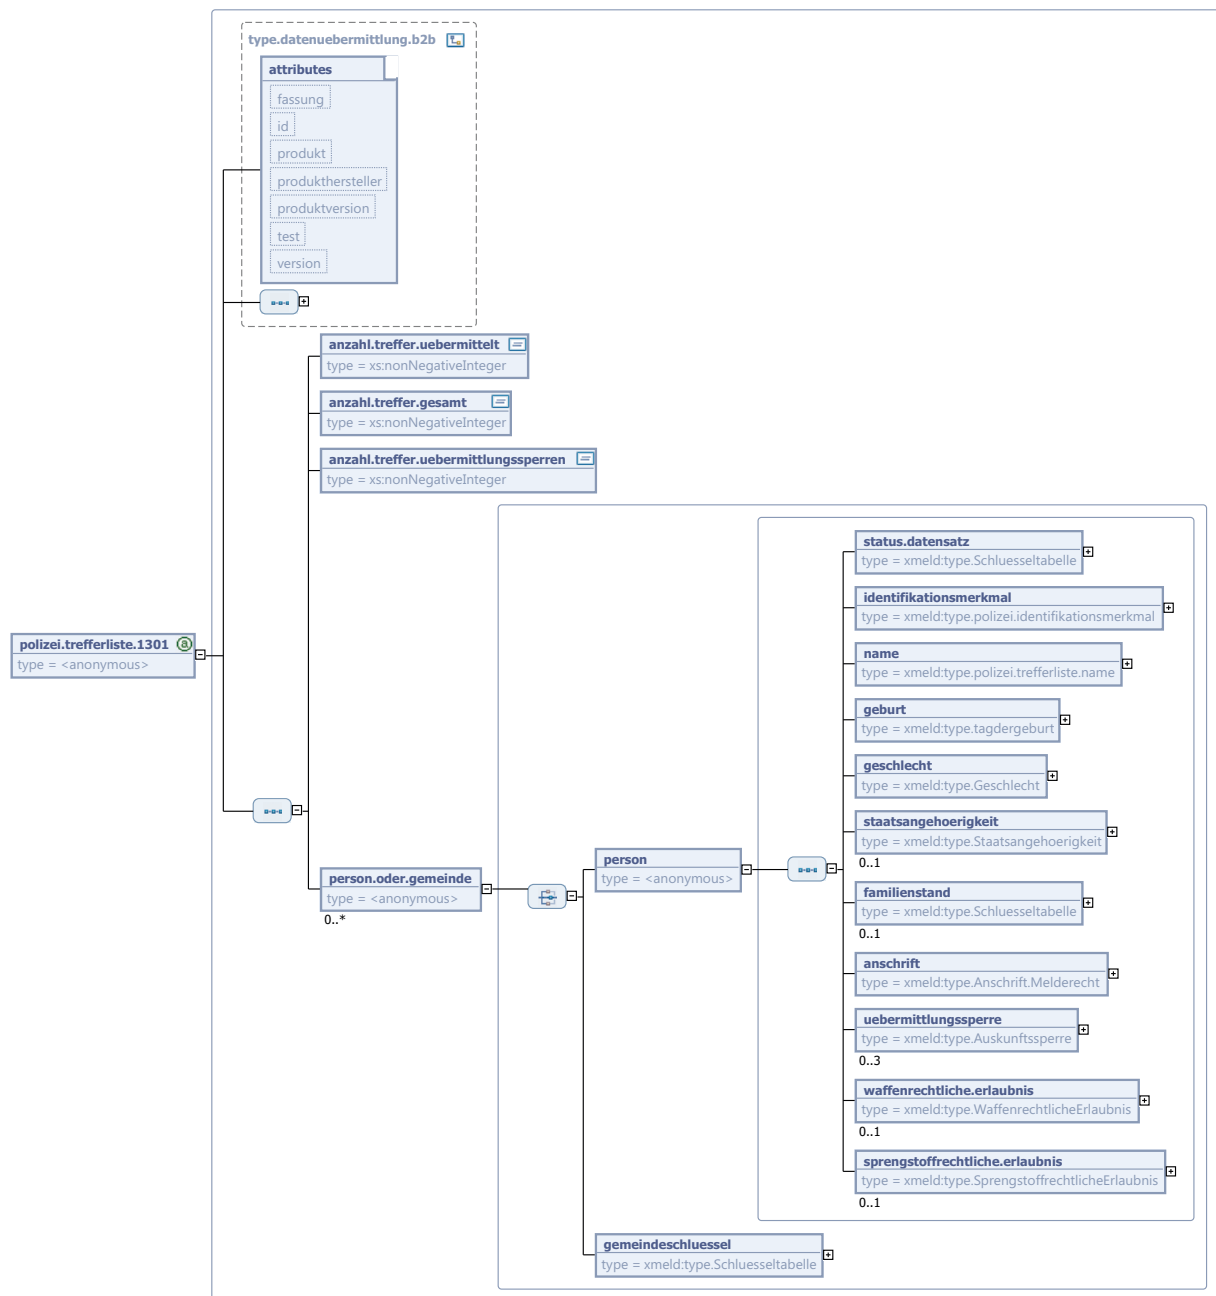 type.datenuebermittlung.b2b
attributes
fassung
id
produkt
produkthersteller
produktversion
test
version
anzahl.treffer.uebermittelt
type = xs:nonNegativeInteger
anzahl.treffer.gesamt
type = xs:nonNegativeInteger
anzahl.treffer.uebermittlungssperren
type = xs:nonNegativeInteger
polizei.trefferliste.1301 a
type = <anonymous>
person.oder.gemeinde
type = <anonymous>
0..*
person
type = <anonymous>
status.datensatz
type = xmeld:type.Schluesseltabelle
identifikationsmerkmal
type = xmeld:type.polizei.identifikationsmerkmal
name
type = xmeld:type.polizei.trefferliste.name
geburt
type = xmeld:type.tagdergeburt
geschlecht
type = xmeld:type.Geschlecht
staatsangehoerigkeit
type = xmeld:type.Staatsangehoerigkeit
0..1
familienstand
type = xmeld:type.Schluesseltabelle
0..1
anschrift
type = xmeld:type.Anschrift.Melderecht
uebermittlungssperre
type = xmeld:type.Auskunftssperre
0..3
waffenrechtliche.erlaubnis
type = xmeld:type.WaffenrechtlicheErlaubnis
0..1
sprengstoffrechtliche.erlaubnis
type = xmeld:type.SprengstoffrechtlicheErlaubnis
0..1
gemeindeschluessel
type = xmeld:type.Schluesseltabelle